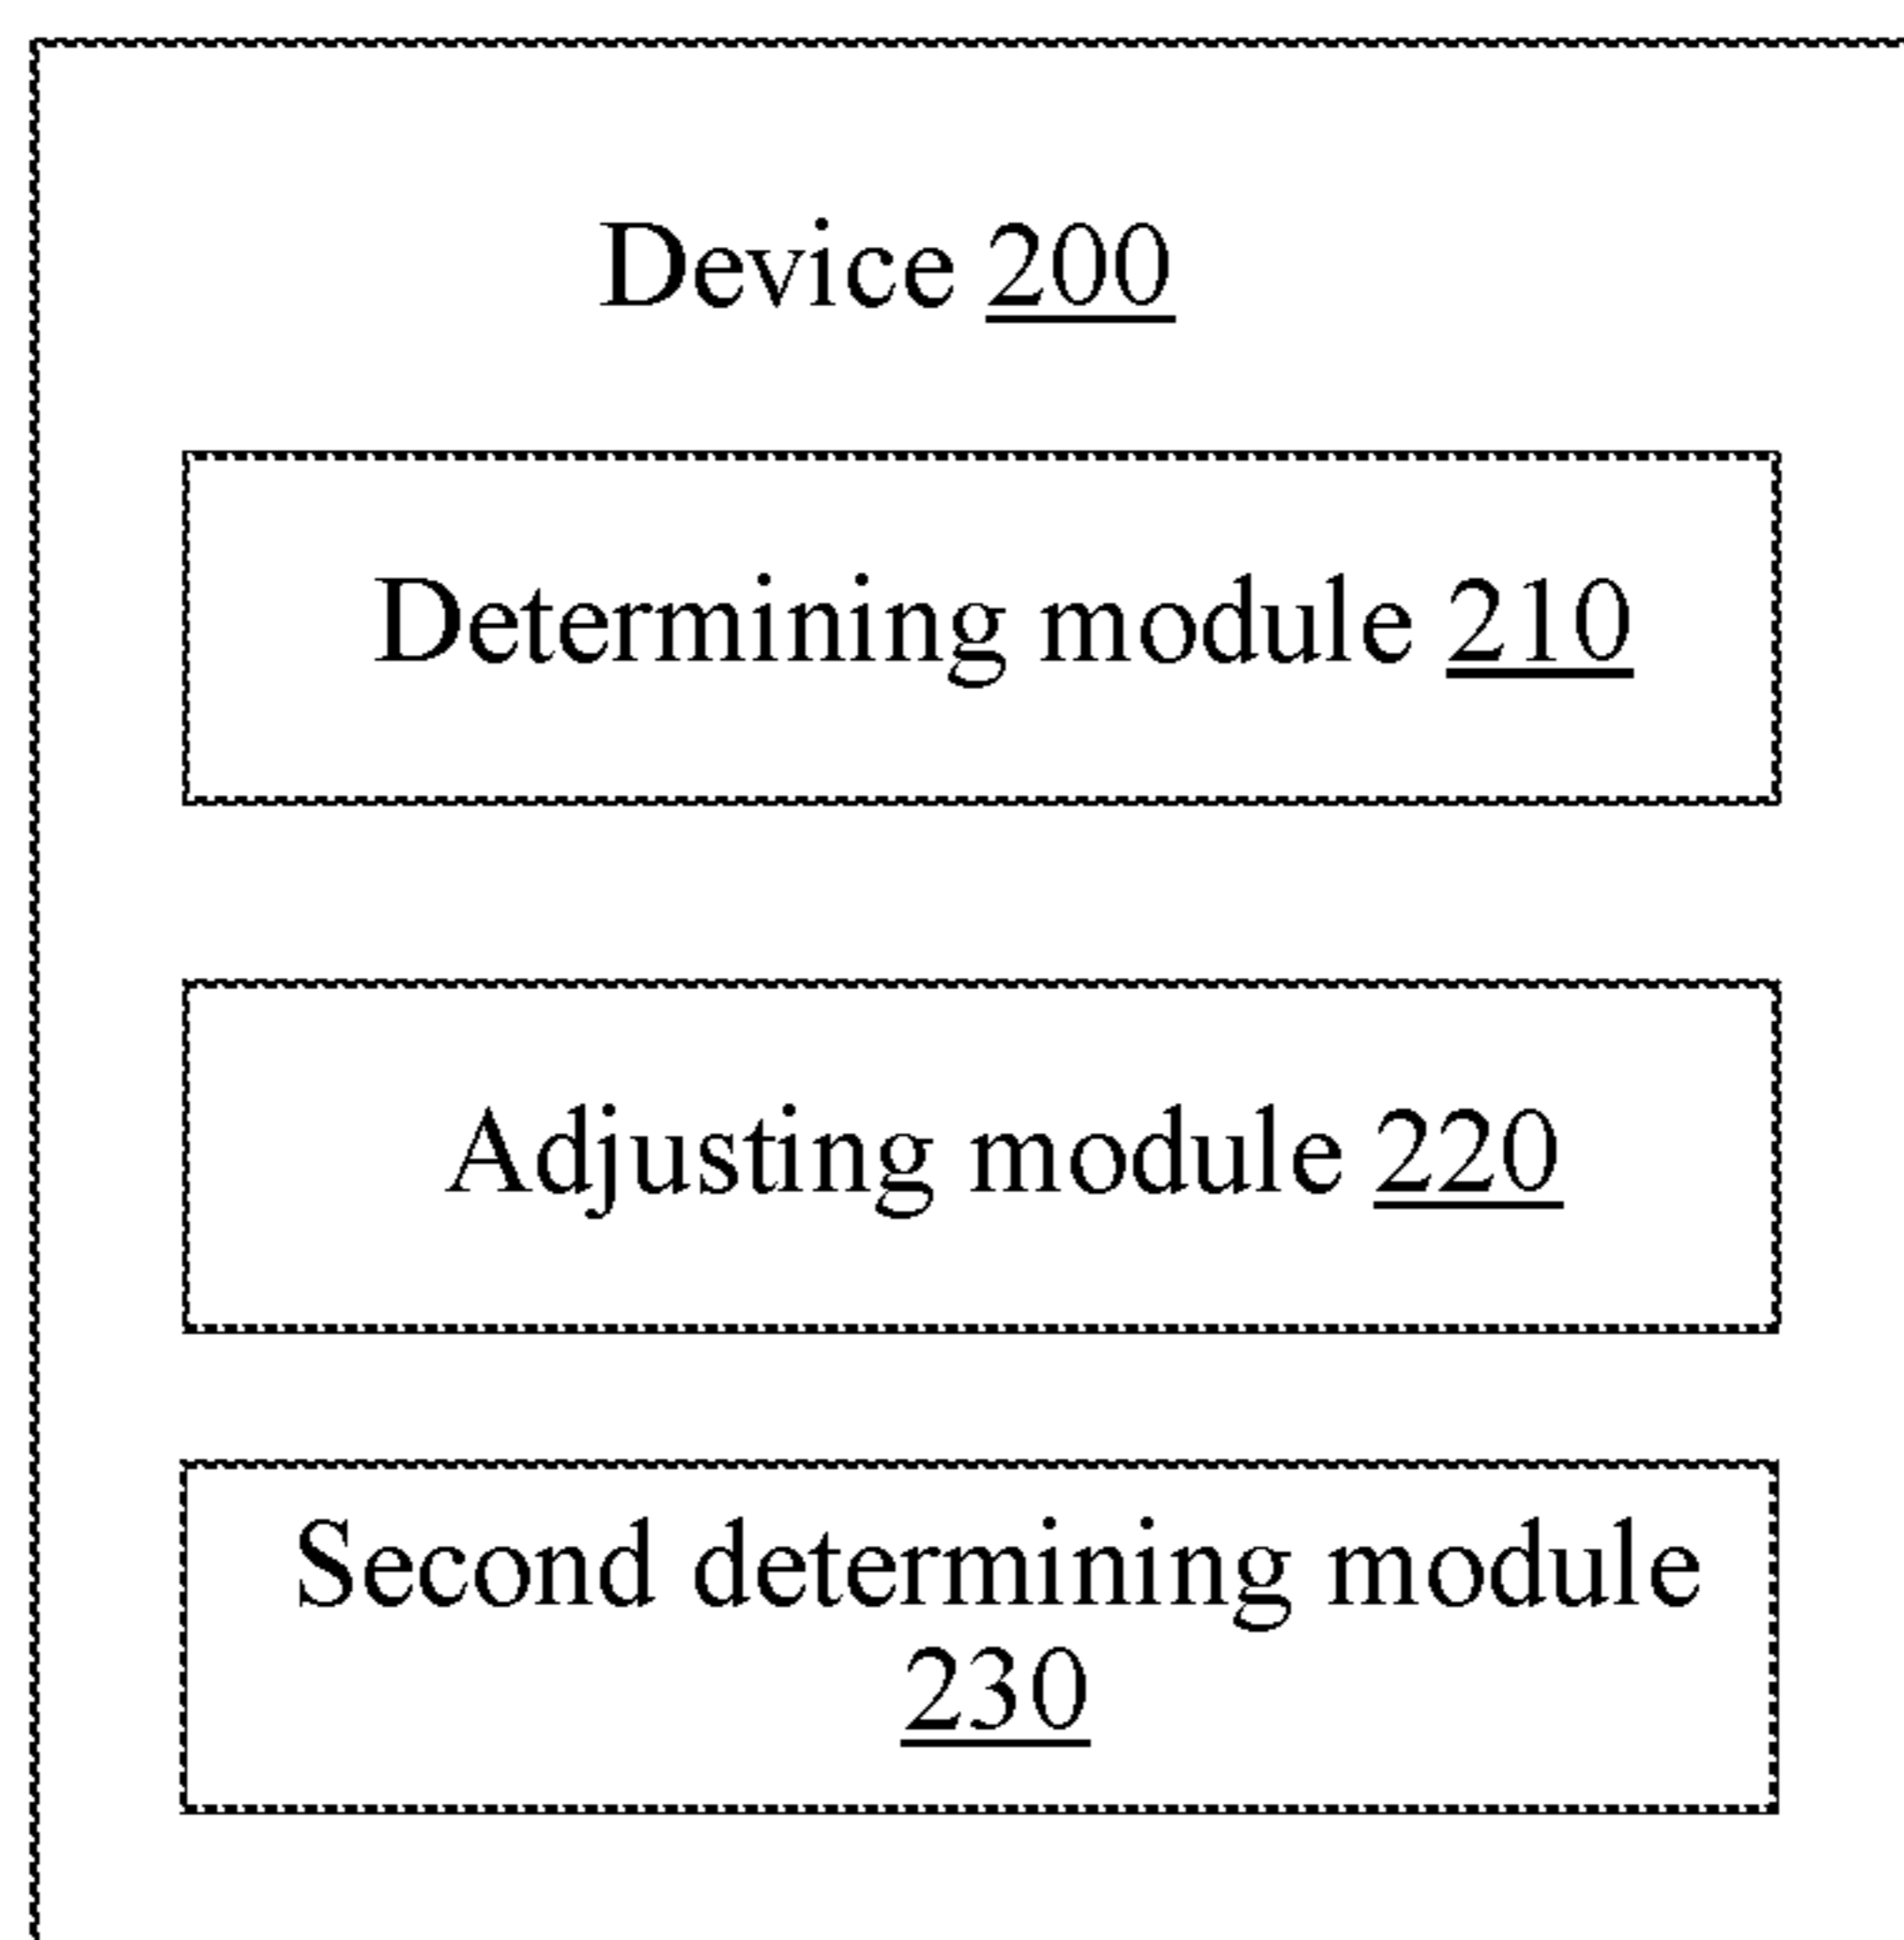 Device 200
Determining module 210
Adjusting module 220
Second determining module
230